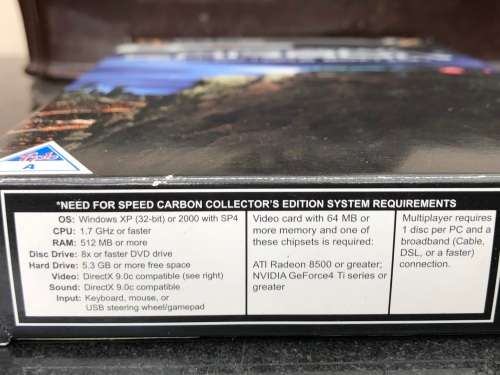 A
*NEED FOR SPEED CARBON COLLECTOR'S EDITION SYSTEM REQUIREMENTS
OS: Windows XP (32-bit) or 2000 with SP4
CPU: 1.7 GHz or faster
RAM: 512 MB or more
Disc Drive: 8x or faster DVD drive
Hard Drive: 5.3 GB or more free space
Video: DirectX 9.0c compatible (see right)
Sound: DirectX 9.0c compatible
Input: Keyboard, mouse, or
USB steering wheel/gamepad
Video card with 64 MB or
more memory and one of
these chipsets is required:
ATI Radeon 8500 or greater;
NVIDIA GeForce4 Ti series or
greater
Multiplayer requires
1 disc per PC and a
broadband (Cable,
DSL, or a faster)
connection.